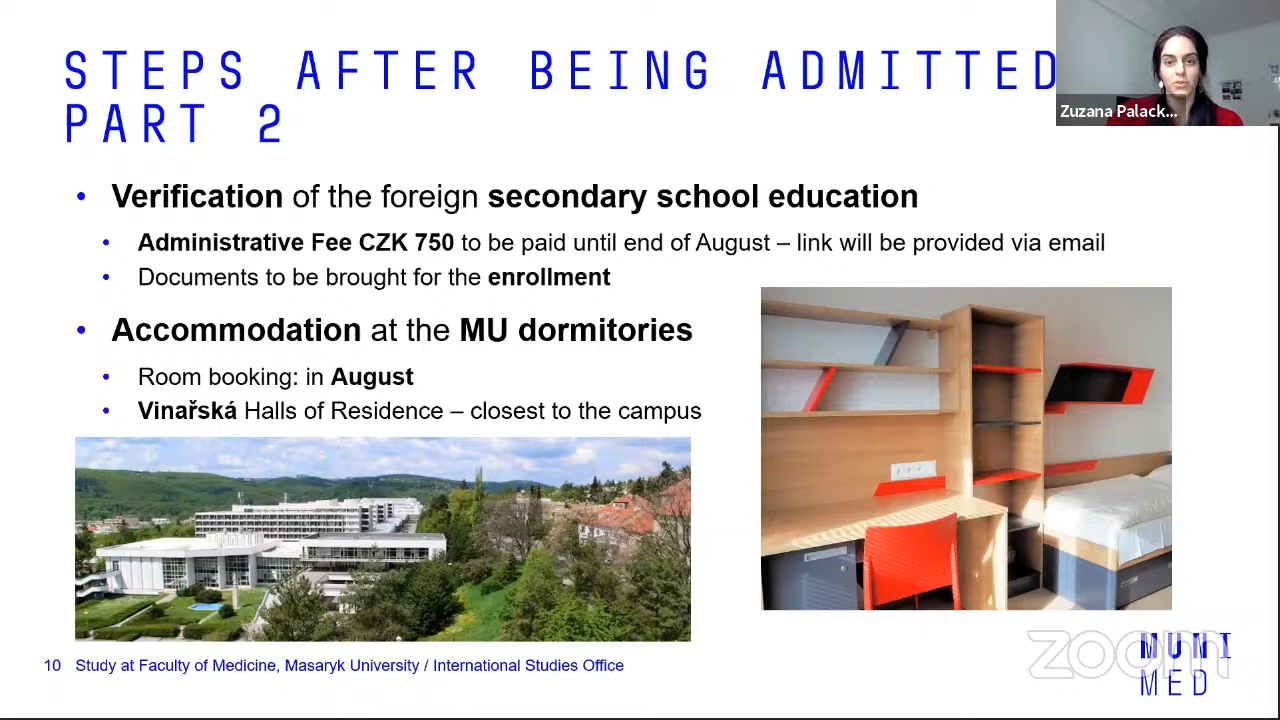 STEPS AFTER BEING ADMITTED
PART 2
Zuzana Palack...
• Verification of the foreign secondary school education
• Administrative Fee CZK 750 to be paid until end of August – link will be provided via email
• Documents to be brought for the enrollment
• Accommodation at the MU dormitories
• Room booking: in August
• Vinařská Halls of Residence – closest to the campus
10 Study at Faculty of Medicine, Masaryk University / International Studies Office
zoom
MUNI
MED